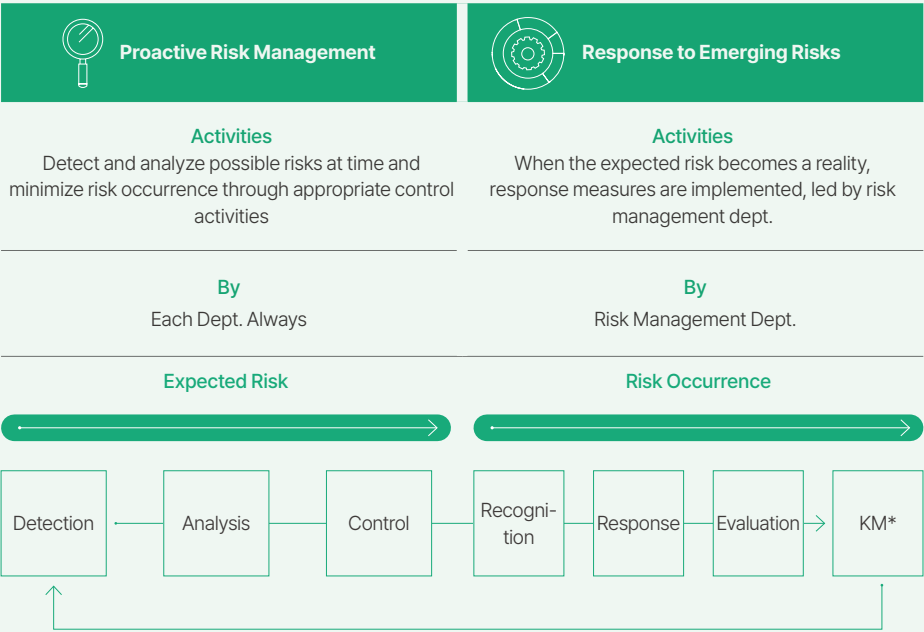 Proactive Risk Management
Response to Emerging Risks
Activities
Detect and analyze possible risks at time and
minimize risk occurrence through appropriate control
activities
Activities
When the expected risk becomes a reality,
response measures are implemented, led by risk
management dept.
By
Each Dept. Always
By
Risk Management Dept.
Expected Risk
Risk Occurrence
Detection
Analysis
Control
Recogni-
tion
Response
Evaluation
KM*